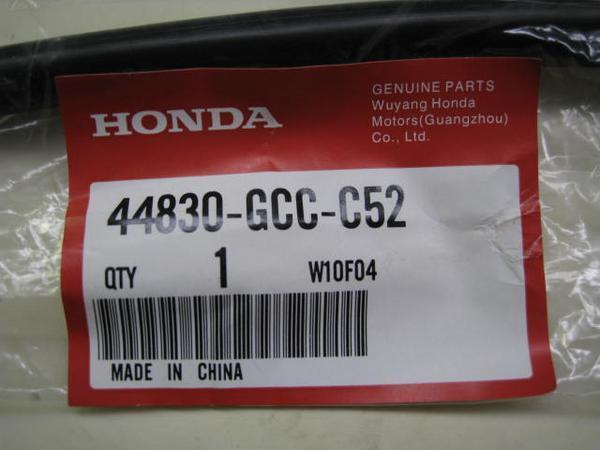 HONDA
GENUINE PARTS
Wuyang Honda
Motors(Guangzhou)
Co., Ltd.
44830-GCC-C52
QTY 1 W10F04
MADE IN CHINA